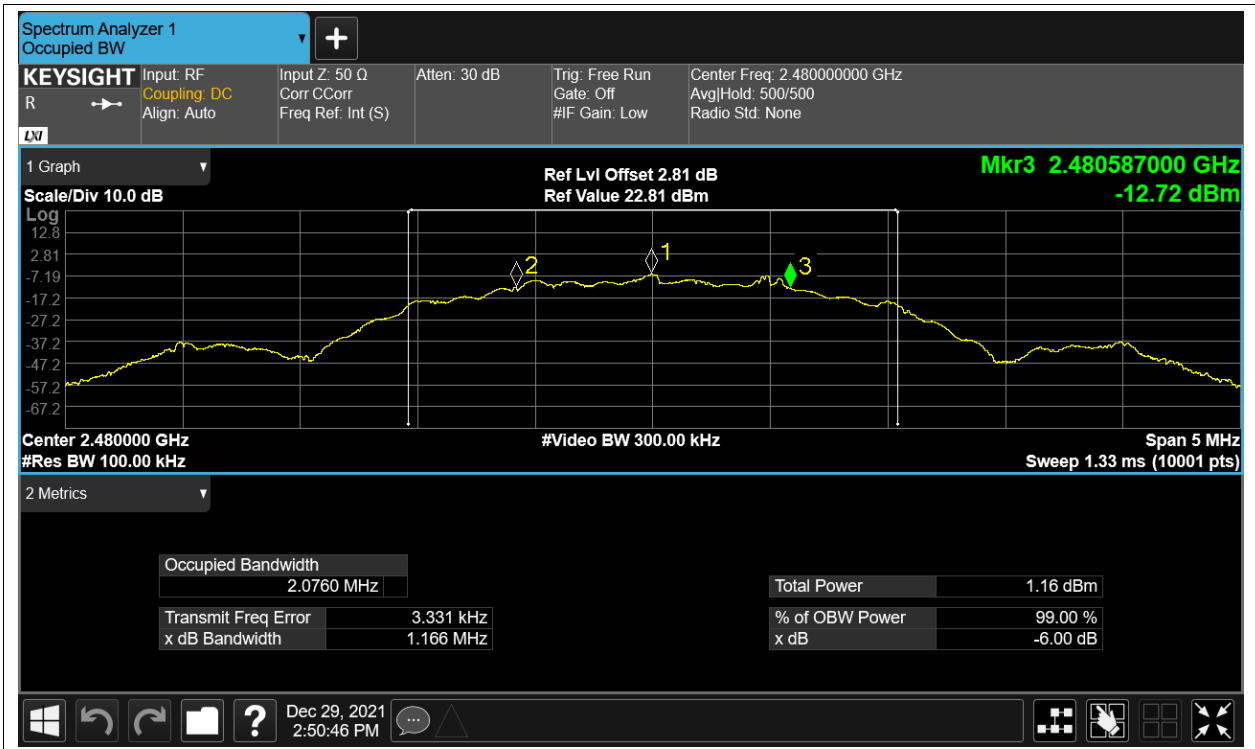 Spectrum Analyzer 1
Occupied BW
KEYSIGHT
R
LXI
Input: RF
Coupling: DC
Align: Auto
Input Z: 50 Ω
Corr CCorr
Freq Ref: Int (S)
Atten: 30 dB
Trig: Free Run
Gate: Off
#IF Gain: Low
Center Freq: 2.480000000 GHz
Avg|Hold: 500/500
Radio Std: None
1 Graph
Scale/Div 10.0 dB
Ref Lvl Offset 2.81 dB
Ref Value 22.81 dBm
Mkr3 2.480587000 GHz
-12.72 dBm
Log
12.8
2.81
-7.19
-17.2
-27.2
-37.2
-47.2
-57.2
-67.2
2
1
3
Center 2.480000 GHz
#Video BW 300.00 kHz
Span 5 MHz
#Res BW 100.00 kHz
Sweep 1.33 ms (10001 pts)
2 Metrics
Occupied Bandwidth
2.0760 MHz
Transmit Freq Error 3.331 kHz
x dB Bandwidth 1.166 MHz
Total Power 1.16 dBm
% of OBW Power 99.00 %
x dB -6.00 dB
?
Dec 29, 2021
2:50:46 PM